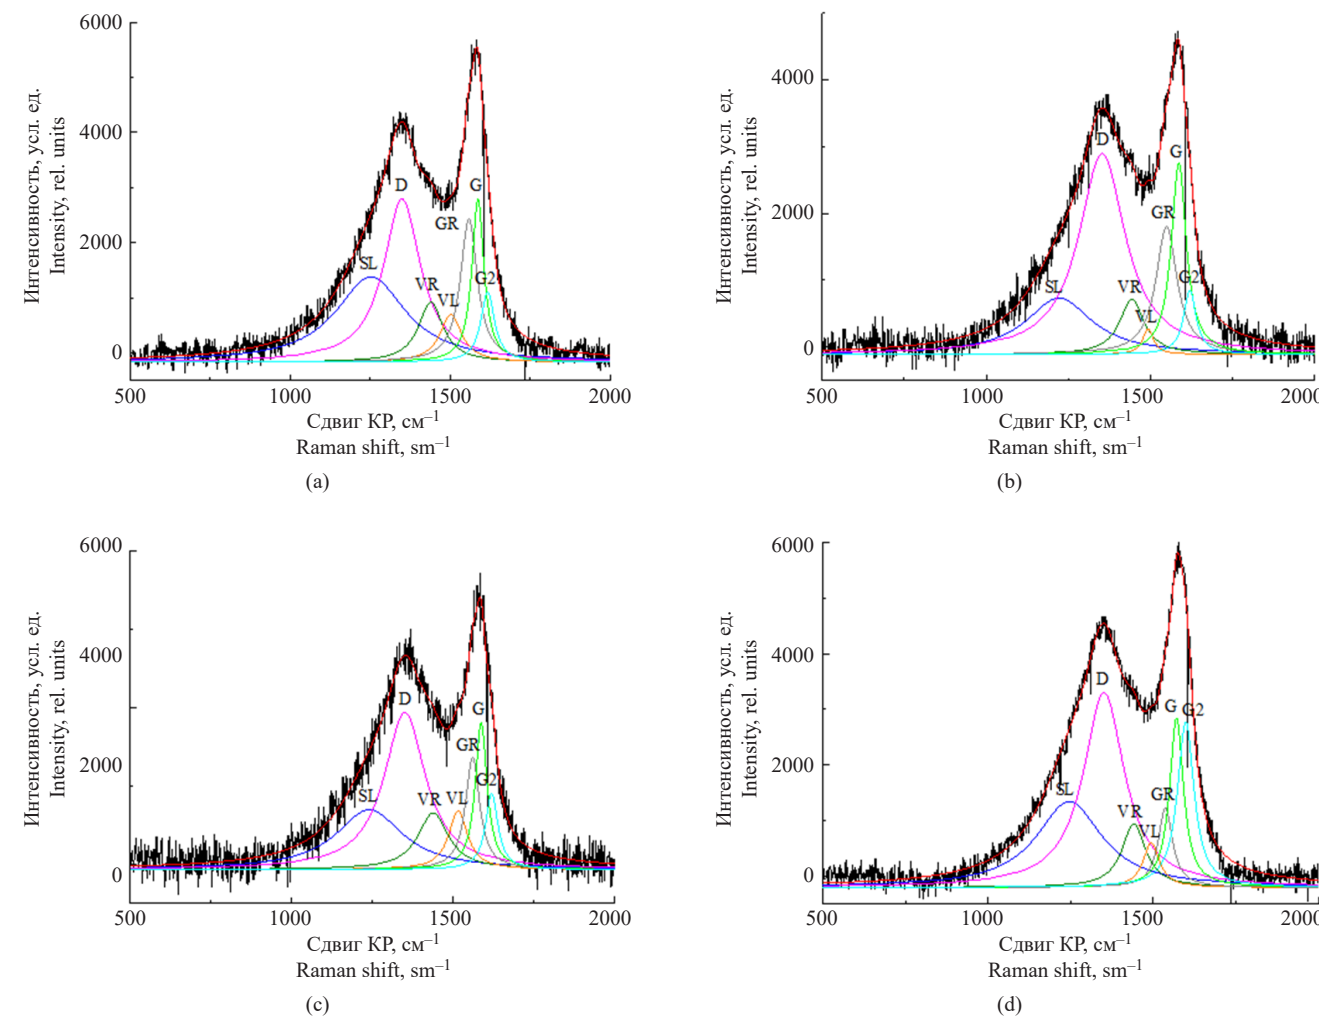 6000
4000
2000
0
500
1000
1500
2000
Интенсивность, усл. ед.
Intensity, rel. units
SL
D
VR
VL
GR
G
G2
Сдвиг КР, см–1
Raman shift, sm–1
(a)
4000
2000
0
500
1000
1500
2000
Интенсивность, усл. ед.
Intensity, rel. units
SL
D
VR
VL
GR
G
G2
Сдвиг КР, см–1
Raman shift, sm–1
(b)
6000
4000
2000
0
500
1000
1500
2000
Интенсивность, усл. ед.
Intensity, rel. units
SL
D
VR
VL
GR
G
G2
Сдвиг КР, см–1
Raman shift, sm–1
(c)
6000
4000
2000
0
500
1000
1500
2000
Интенсивность, усл. ед.
Intensity, rel. units
SL
D
VR
VL
GR
G
G2
Сдвиг КР, см–1
Raman shift, sm–1
(d)